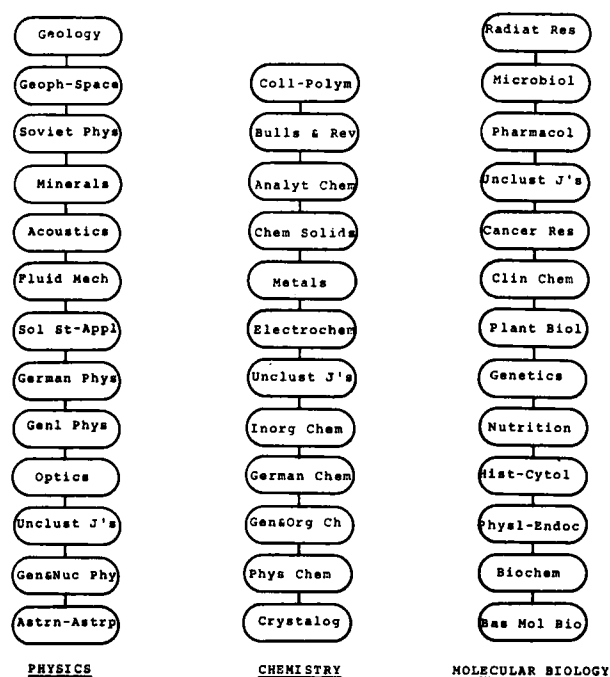 Geology
Geoph-Space
Soviet Phys
Minerals
Acoustics
Fluid Mech
Sol St-Appl
German Phys
Genl Phys
Optics
Unclust J's
Gen&Nuc Phy
Astrn-Astrp
PHYSICS
Coll-Polym
Bulls & Rev
Analyt Chem
Chem Solids
Metals
Electrochem
Unclust J's
Inorg Chem
German Chem
Gen&Org Ch
Phys Chem
Crystalog
CHEMISTRY
Radiat Res
Microbiol
Pharmacol
Unclust J's
Cancer Res
Clin Chem
Plant Biol
Genetics
Nutrition
Hist-Cytol
Physl-Endoc
Biochem
Bas Mol Bio
MOLECULAR BIOLOGY